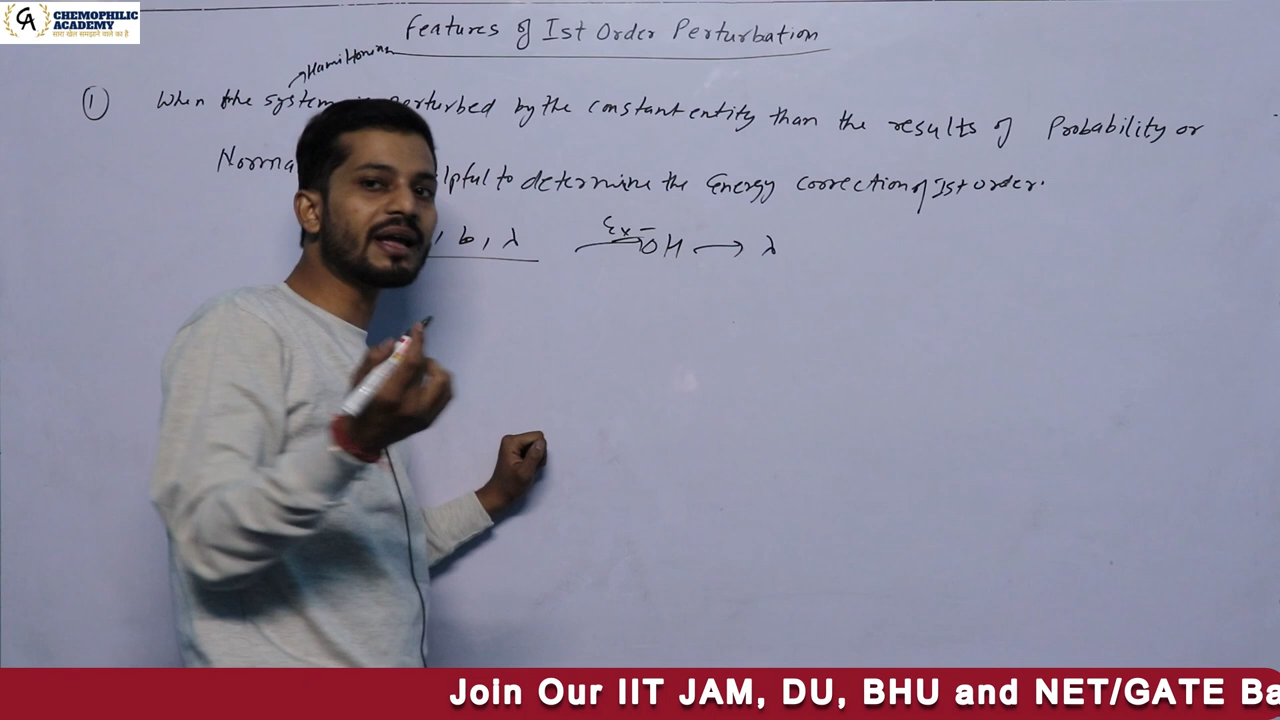 CHEMOPHILIC
ACADEMY
सारा खेल समझाने वाले का है
Features of Ist Order Perturbation
Hamiltonian
① When the system perturbed by the constant entity than the results of Probability or
Norma lpful to determine the Energy correction of Ist order.
, b, λ Ex- ĤH → λ
Join Our IIT JAM, DU, BHU and NET/GATE Ba